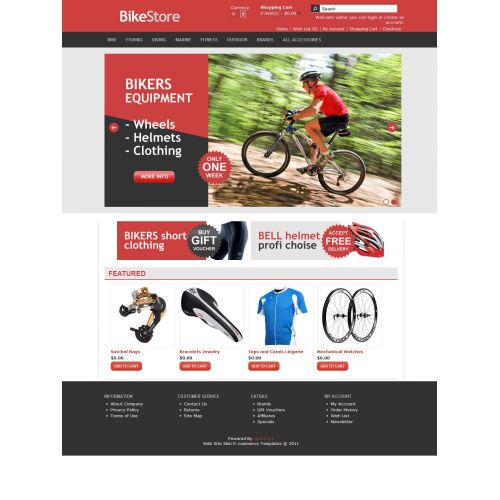 BikeStore
Currency
€ $
Shopping Cart
0 item(s) - $0.00
Search
Welcome visitor you can login or create an account.
Home | Wish List (0) | My Account | Shopping Cart | Checkout
BIKE FISHING DIVING MARINE FITNESS OUTDOOR BRANDS ALL ACCESSORIES
BIKERS
EQUIPMENT
- Wheels
- Helmets
- Clothing
MORE INFO
ONLY
ONE
WEEK
BIKERS short
clothing
BUY
GIFT
VOUCHER
BELL helmet
profi choise
ACCEPT
FREE
DELIVERY
FEATURED
Satchel Bags
$0.00
ADD TO CART
Bracelets Jewelry
$0.00
ADD TO CART
Tops and Camis Lingerie
$0.00
ADD TO CART
Mechanical Watches
$0.00
ADD TO CART
INFORMATION
About Company
Privacy Policy
Terms of Use
CUSTOMER SERVICE
Contact Us
Returns
Site Map
EXTRAS
Brands
Gift Vouchers
Affiliates
Specials
MY ACCOUNT
My Account
Order History
Wish List
Newsletter
Powered By OpenCart
Web Site Skin E-commerce Templates © 2011